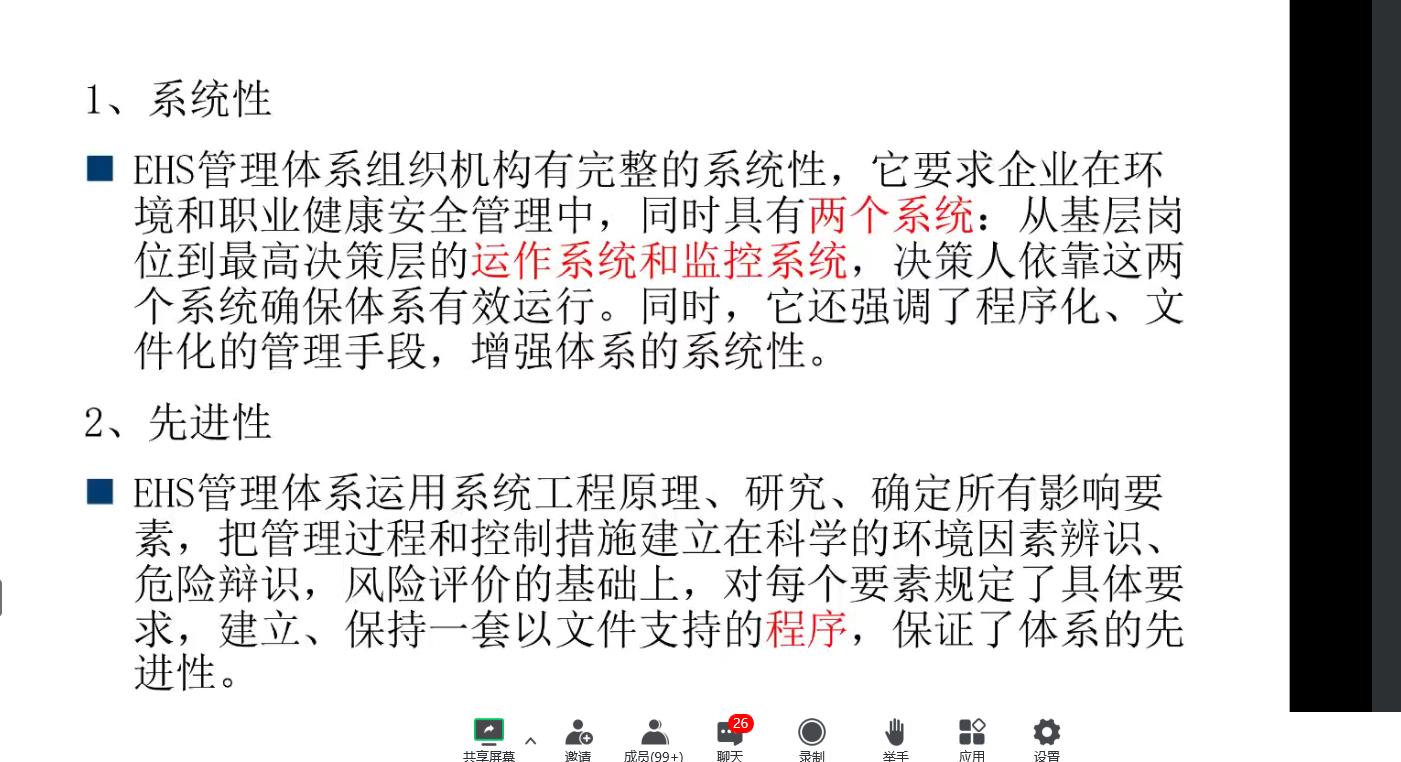 1、系统性
EHS管理体系组织机构有完整的系统性，它要求企业在环
境和职业健康安全管理中，同时具有两个系统：从基层岗
位到最高决策层的运作系统和监控系统，决策人依靠这两
个系统确保体系有效运行。同时，它还强调了程序化、文
件化的管理手段，增强体系的系统性。
2、先进性
EHS管理体系运用系统工程原理、研究、确定所有影响要
素，把管理过程和控制措施建立在科学的环境因素辨识、
危险辩识，风险评价的基础上，对每个要素规定了具体要
求，建立、保持一套以文件支持的程序，保证了体系的先
进性。
26
共享屏幕 邀请 成员(99+) 聊天 录制 举手 应用 设置